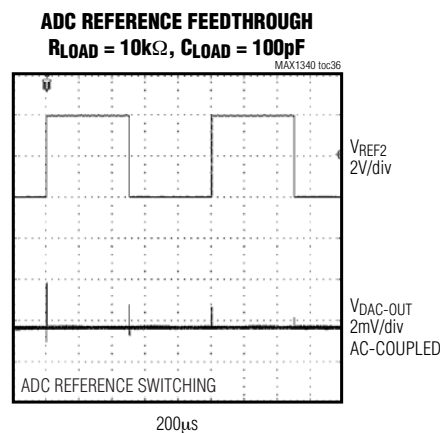 ADC REFERENCE FEEDTHROUGH
RLOAD = 10kΩ, CLOAD = 100pF
MAX1340 toc36
VREF2
2V/div
VDAC-OUT
2mV/div
AC-COUPLED
ADC REFERENCE SWITCHING
200μs